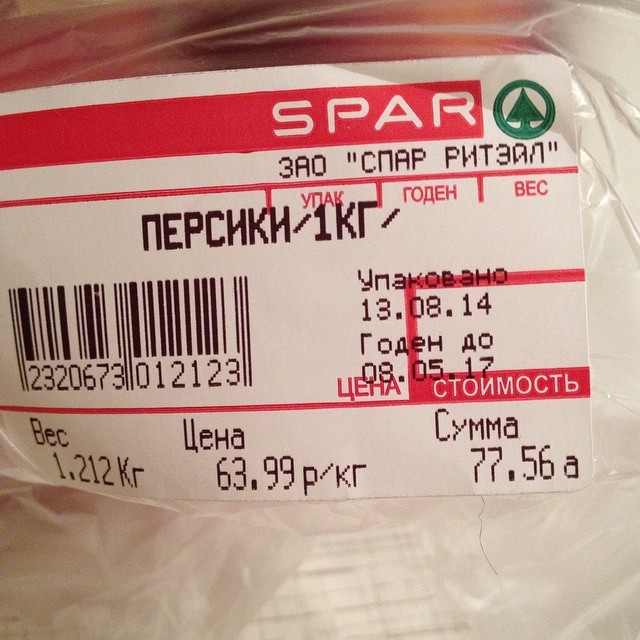 SPAR
ЗАО "СПАР РИТЭЙЛ"
УПАК ГОДЕН ВЕС
ПЕРСИКИ/1КГ/
Упаковано
13.08.14
Годен до
08.05.17
2320673 012123
ЦЕНА СТОИМОСТЬ
Вес Цена Сумма
1.212Кг 63.99 р/кг 77.56 а